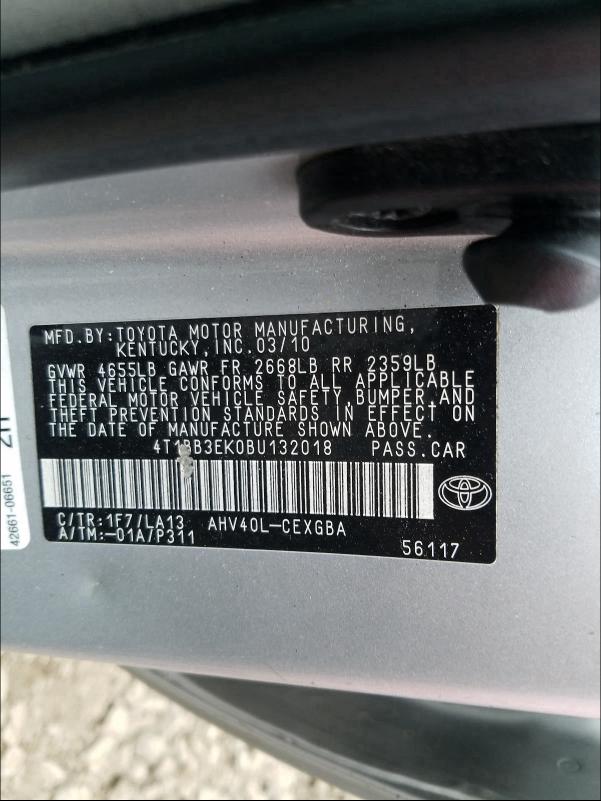 MFD.BY:TOYOTA MOTOR MANUFACTURING,
KENTUCKY,INC.03/10
GVWR 4655LB GAWR FR 2668LB RR 2359LB
THIS VEHICLE CONFORMS TO ALL APPLICABLE
FEDERAL MOTOR VEHICLE SAFETY,BUMPER,AND
THEFT PREVENTION STANDARDS IN EFFECT ON
THE DATE OF MANUFACTURE SHOWN ABOVE.
4T1BB3EK0BU132018 PASS.CAR
C/TR:1F7/LA13 AHV40L-CEXGBA
A/TM:-01A/P311 56117
42661-06651